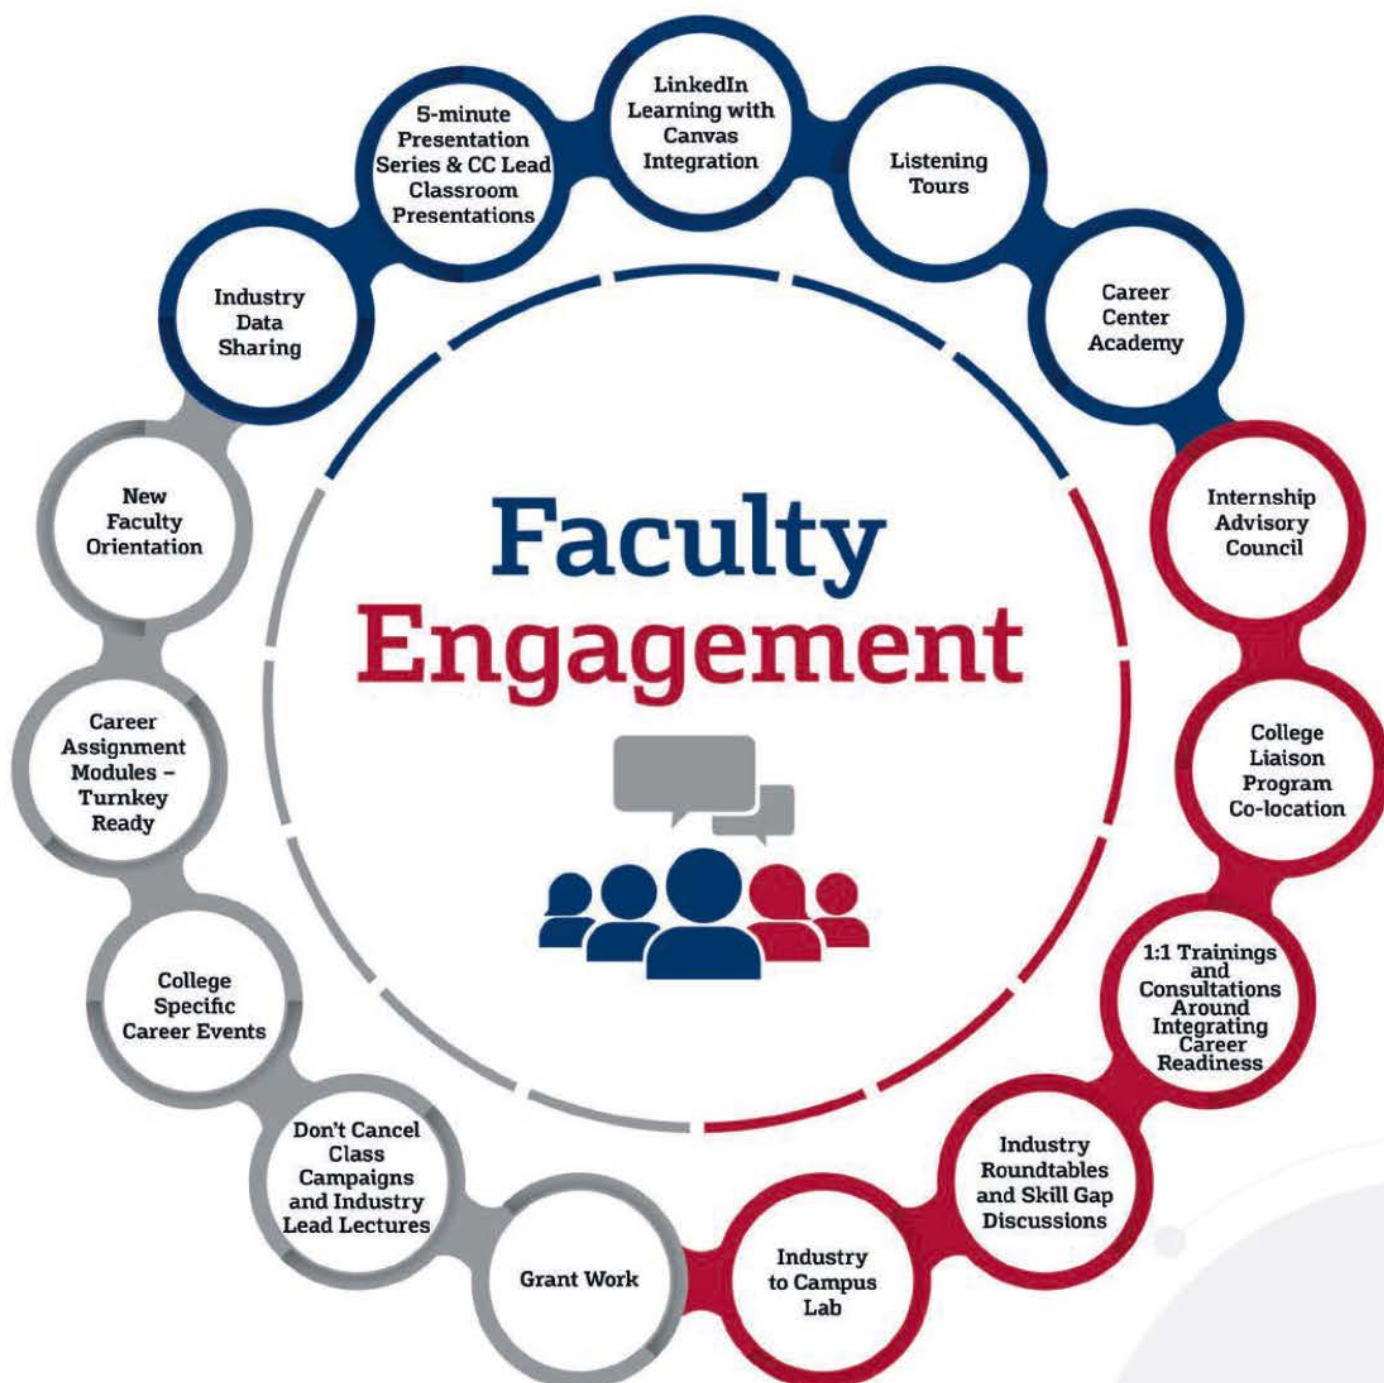 LinkedIn
Learning with
Canvas
Integration
Listening
Tours
Career
Center
Academy
Internship
Advisory
Council
College
Liaison
Program
Co-location
1:1 Trainings
and
Consultations
Around
Integrating
Career
Readiness
Industry
Roundtables
and Skill Gap
Discussions
Industry
to Campus
Lab
Grant Work
Don't Cancel
Class
Campaigns
and Industry
Lead Lectures
College
Specific
Career Events
Career
Assignment
Modules –
Turnkey
Ready
New
Faculty
Orientation
Industry
Data
Sharing
5-minute
Presentation
Series & CC Lead
Classroom
Presentations
Faculty
Engagement